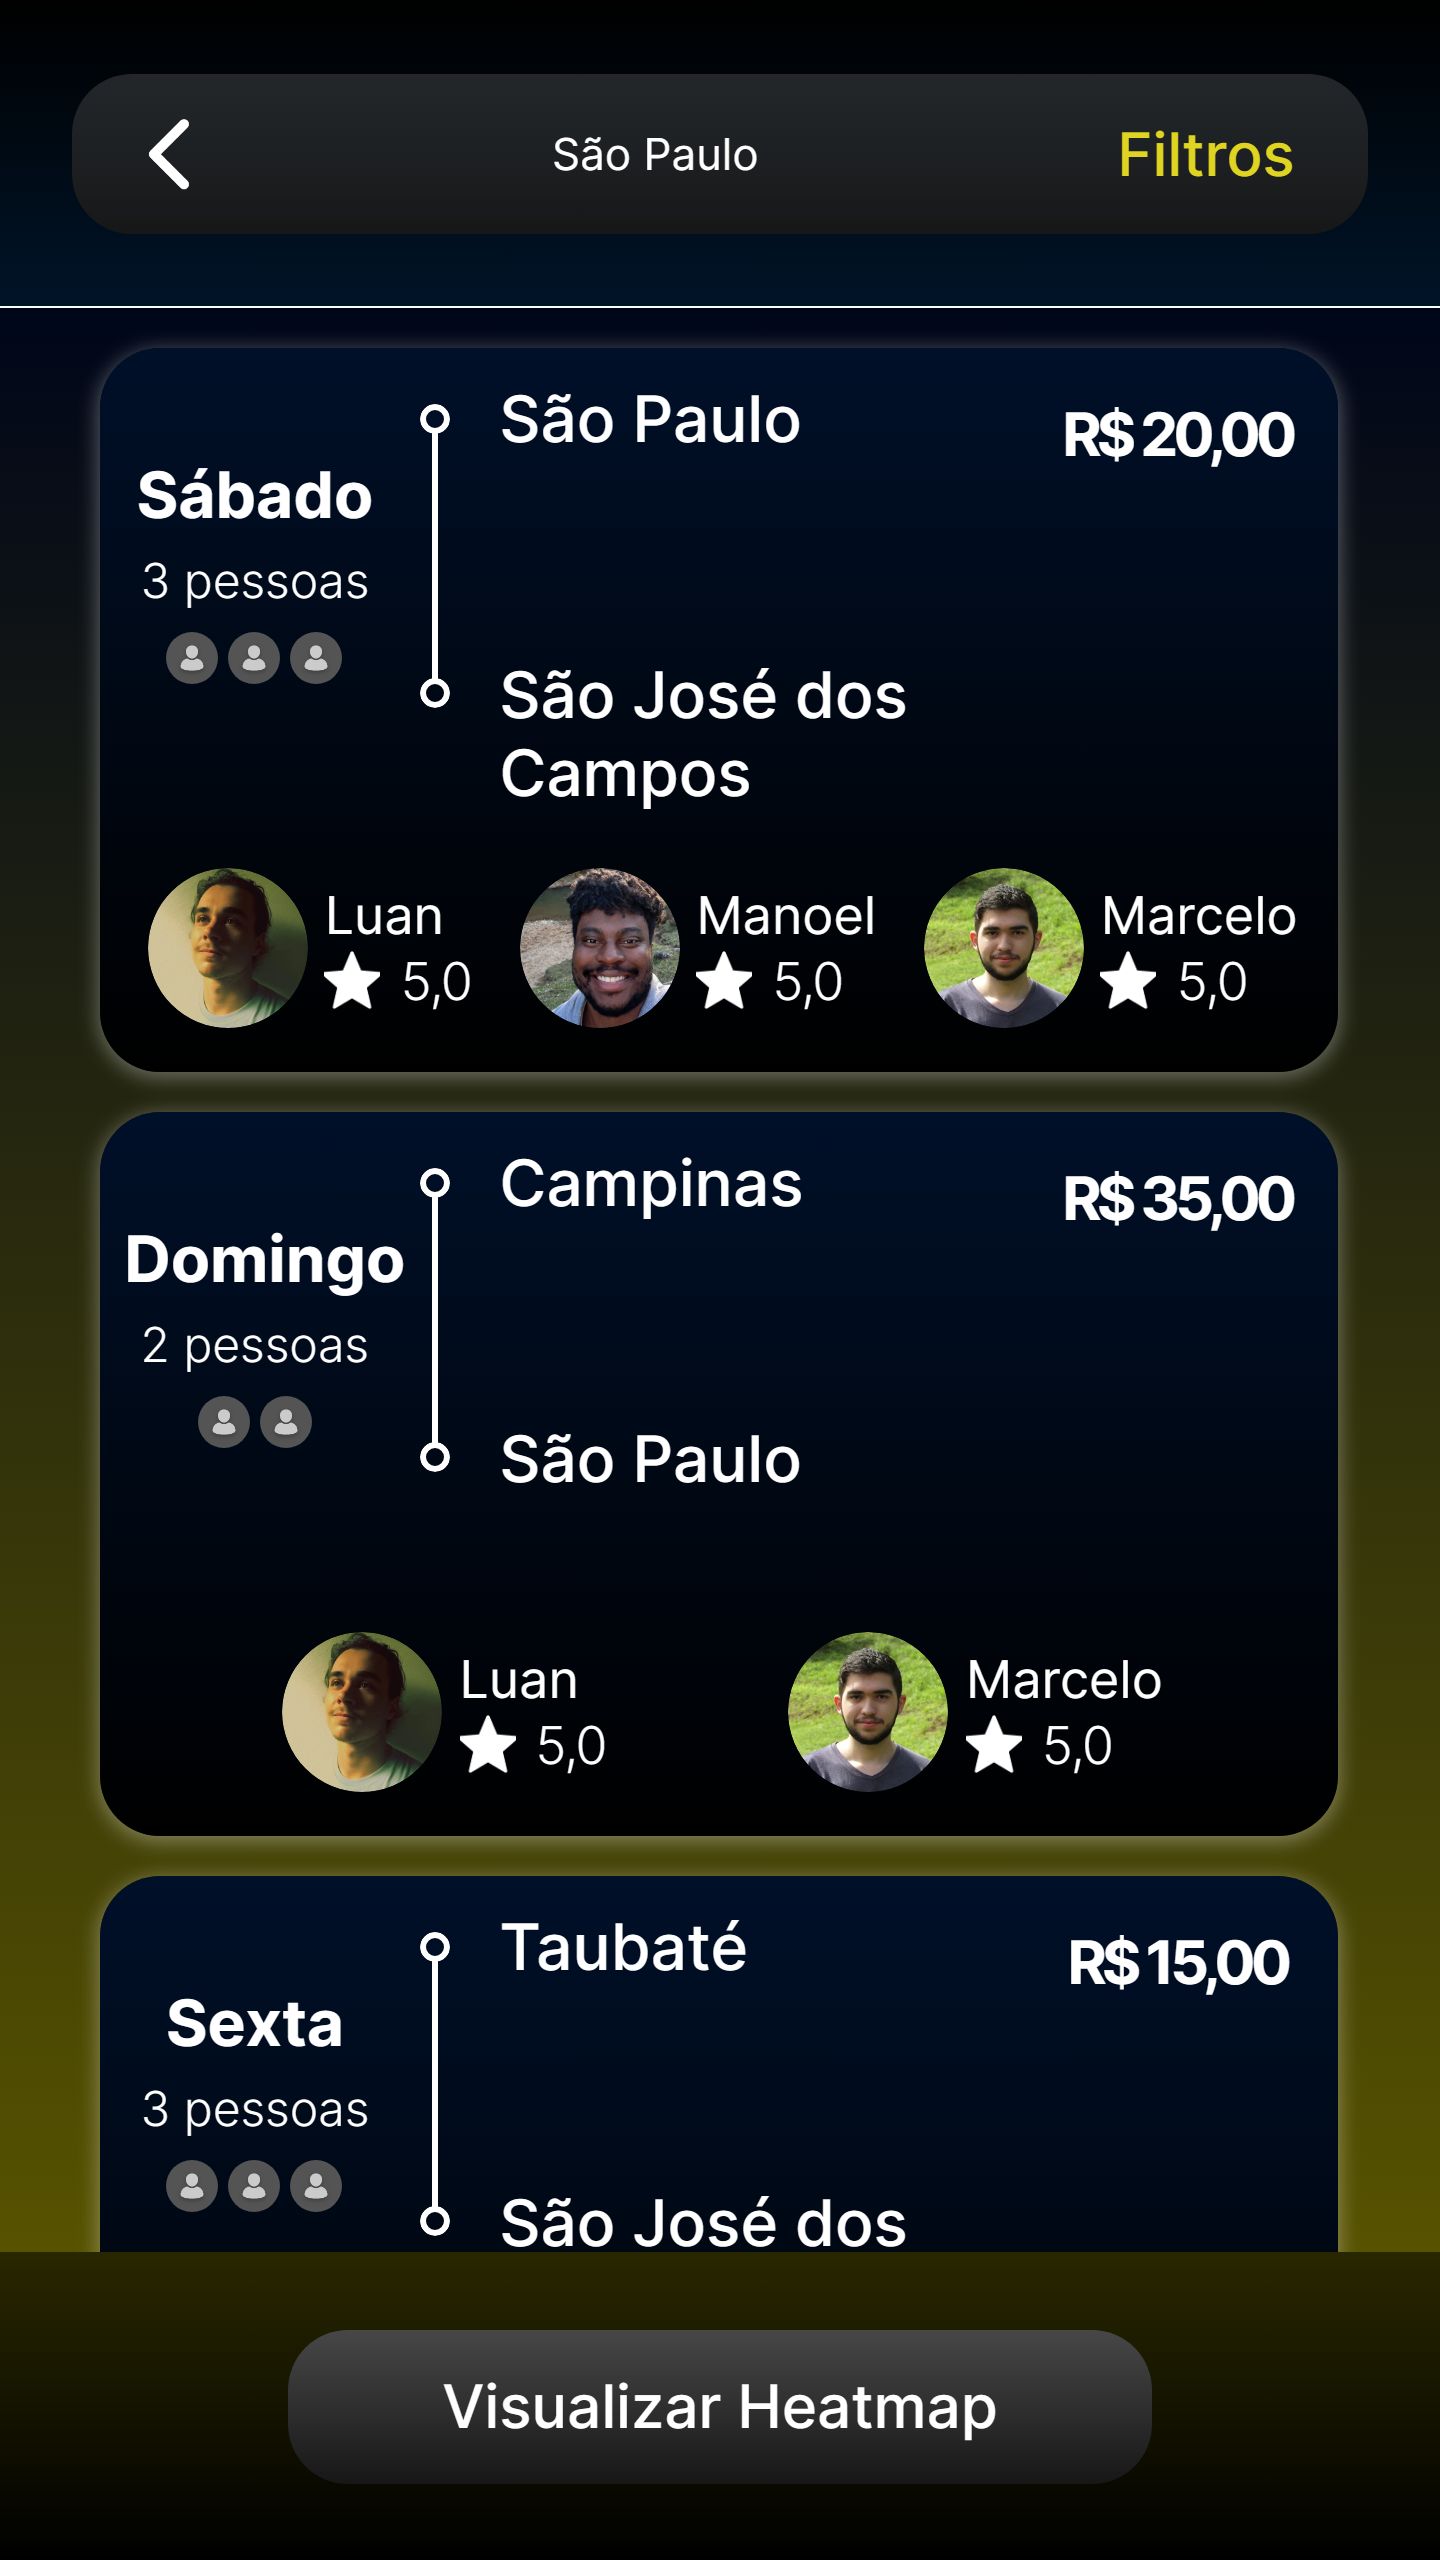 São Paulo
Filtros
São Paulo
R$ 20,00
Sábado
3 pessoas
São José dos
Campos
Luan
5,0
Manoel
5,0
Marcelo
5,0
Campinas
R$ 35,00
Domingo
2 pessoas
São Paulo
Luan
5,0
Marcelo
5,0
Taubaté
R$ 15,00
Sexta
3 pessoas
São José dos
Visualizar Heatmap